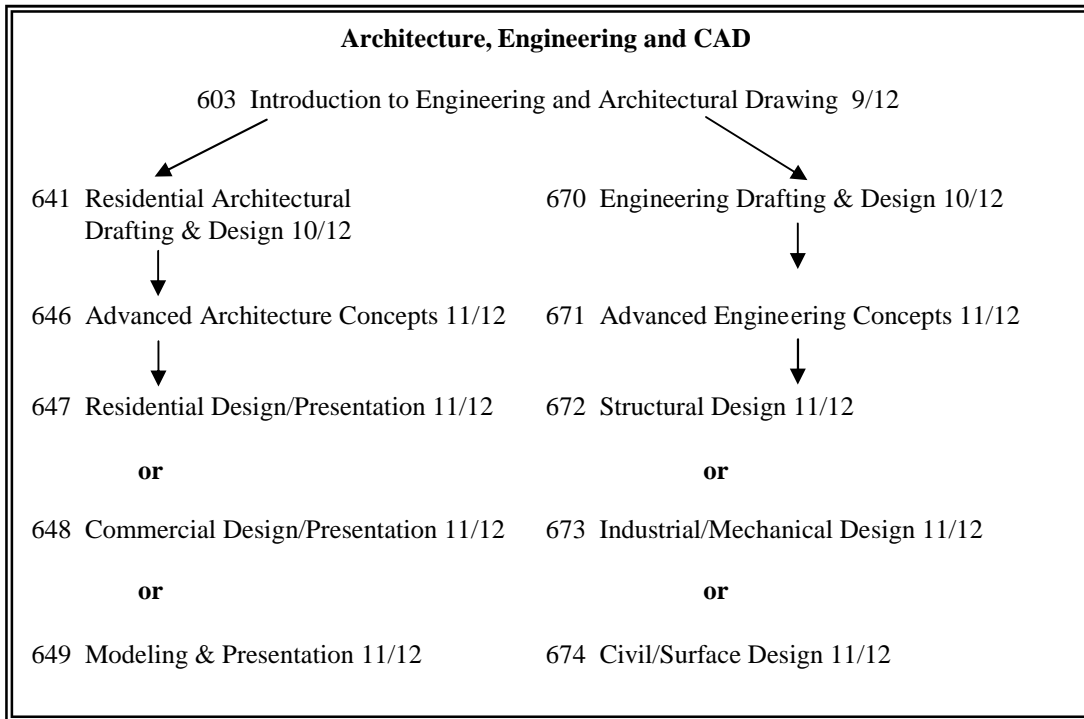 Architecture, Engineering and CAD
603 Introduction to Engineering and Architectural Drawing 9/12
641 Residential Architectural
Drafting & Design 10/12
670 Engineering Drafting & Design 10/12
646 Advanced Architecture Concepts 11/12
671 Advanced Engineering Concepts 11/12
647 Residential Design/Presentation 11/12
672 Structural Design 11/12
or
or
648 Commercial Design/Presentation 11/12
673 Industrial/Mechanical Design 11/12
or
or
649 Modeling & Presentation 11/12
674 Civil/Surface Design 11/12